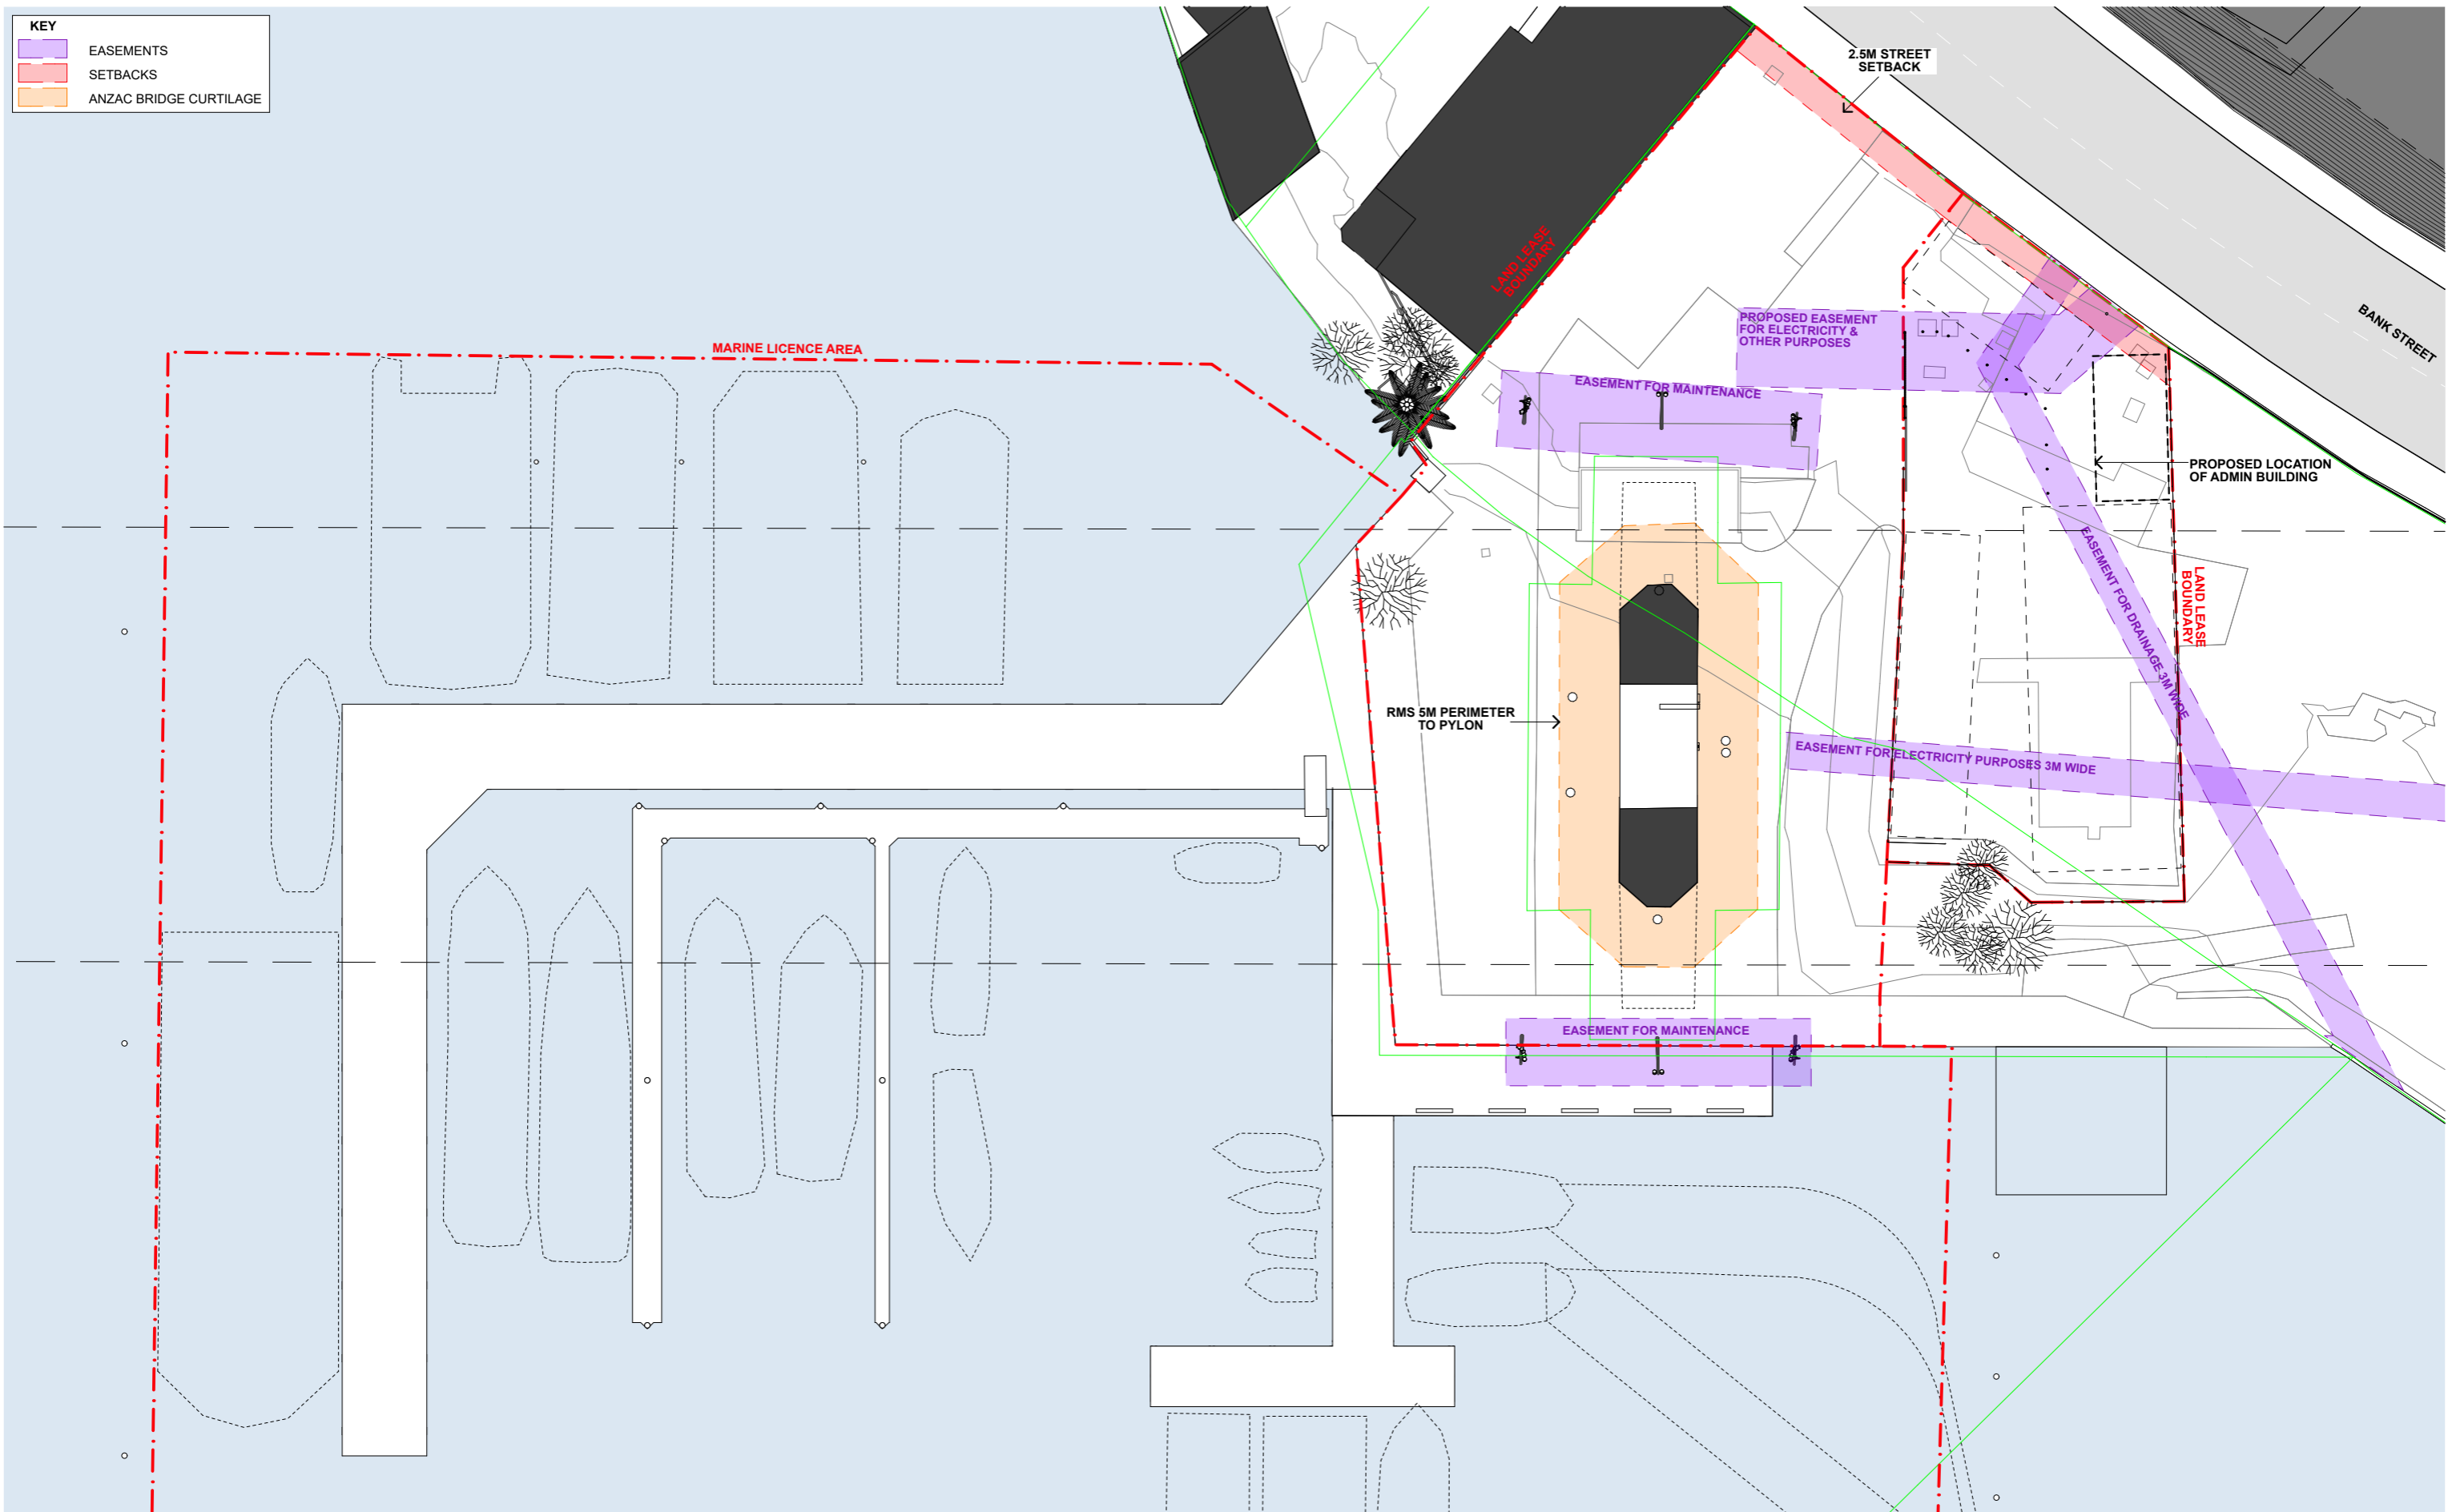 KEY
EASEMENTS
SETBACKS
ANZAC BRIDGE CURTILAGE
2.5M STREET
SETBACK
LAND LEASE
BOUNDARY
BANK STREET
PROPOSED EASEMENT
FOR ELECTRICITY &
OTHER PURPOSES
MARINE LICENCE AREA
EASEMENT FOR MAINTENANCE
PROPOSED LOCATION
OF ADMIN BUILDING
EASEMENT FOR DRAINAGE 3M WIDE
LAND LEASE
BOUNDARY
RMS 5M PERIMETER
TO PYLON
EASEMENT FOR ELECTRICITY PURPOSES 3M WIDE
EASEMENT FOR MAINTENANCE